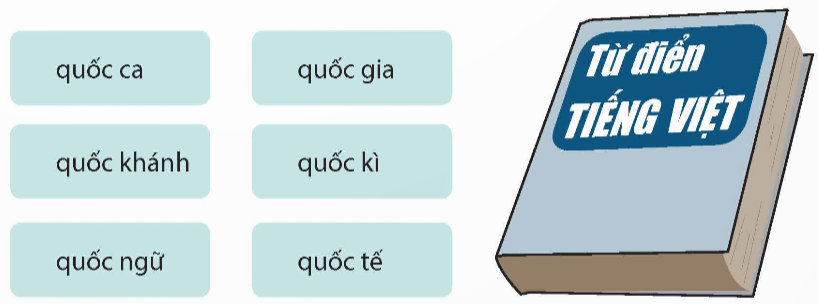 quốc ca
quốc gia
quốc khánh
quốc kì
quốc ngữ
quốc tế
Từ điển
TIẾNG VIỆT